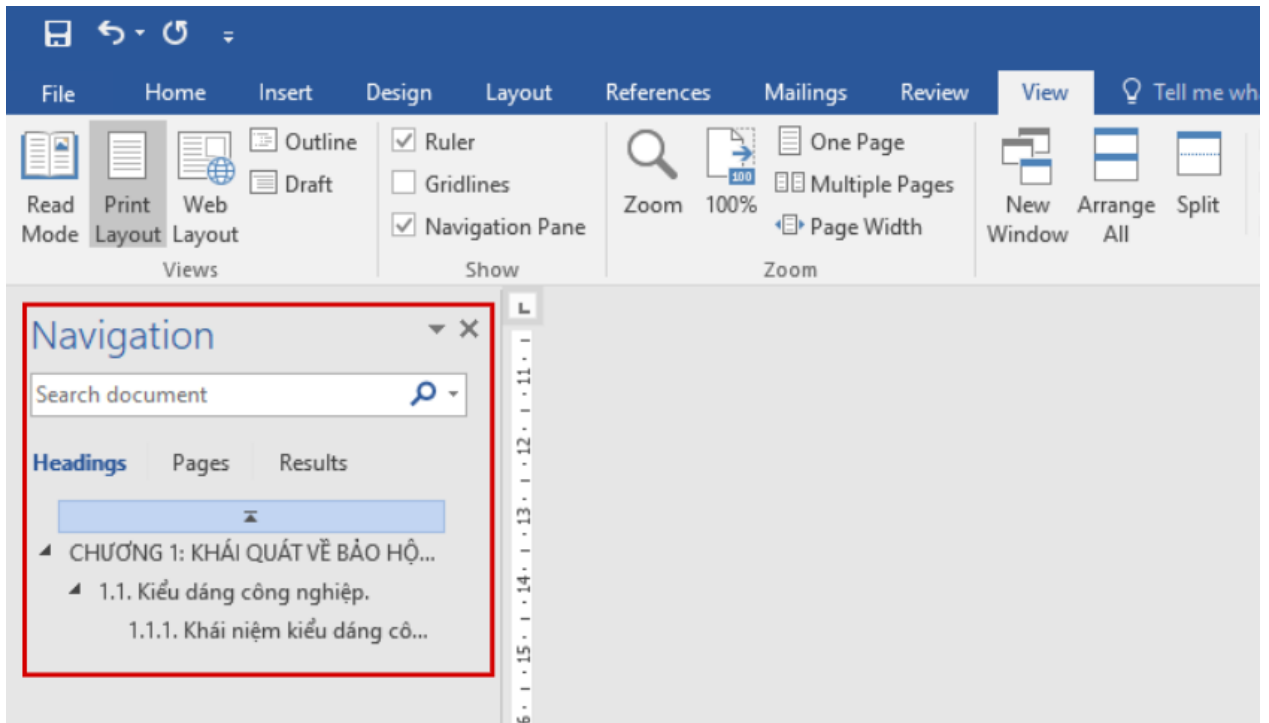 File Home Insert Design Layout References Mailings Review View Tell me wh
Outline
Draft
Read Mode
Print Layout
Web Layout
Views
Ruler
Gridlines
Navigation Pane
Show
Zoom
100
100%
One Page
Multiple Pages
Page Width
Zoom
New Window
Arrange All
Split
Navigation
Search document
Headings Pages Results
CHƯƠNG 1: KHÁI QUÁT VỀ BẢO HỘ...
1.1. Kiểu dáng công nghiệp.
1.1.1. Khái niệm kiểu dáng cô...
L
11
12
13
14
15